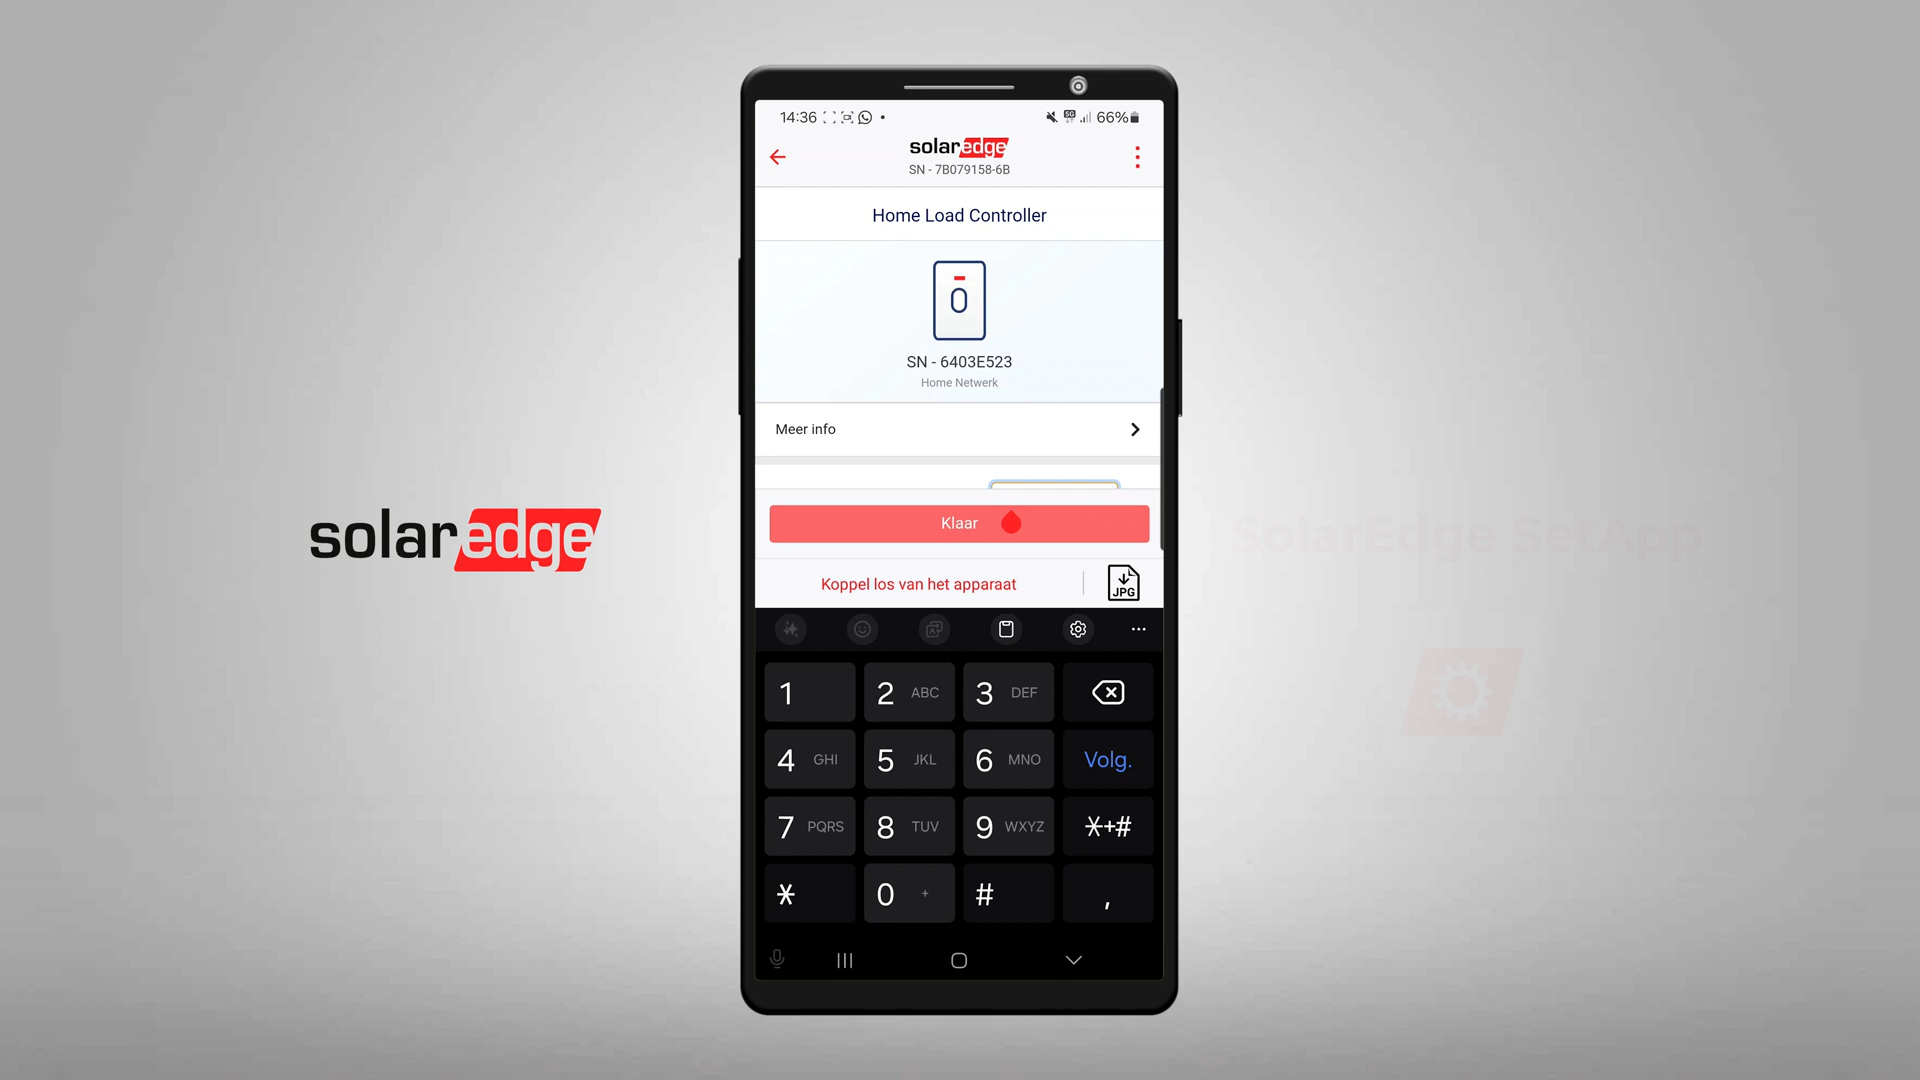 14:36
66%
solaredge
SN - 7B079158-6B
Home Load Controller
SN - 6403E523
Home Netwerk
Meer info
Klaar
Koppel los van het apparaat
JPG
solaredge
SolarEdge SetApp
1
2 ABC
3 DEF
4 GHI
5 JKL
6 MNO
Volg.
7 PQRS
8 TUV
9 WXYZ
*+#
*
0 +
#
,